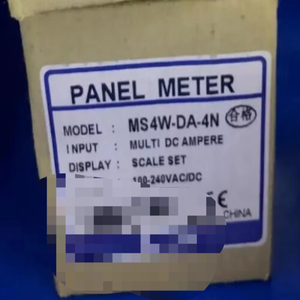 PANEL METER
MODEL : MS4W-DA-4N 合格
INPUT : MULTI DC AMPERE
DISPLAY : SCALE SET
100-240VAC/DC
CE
CHINA